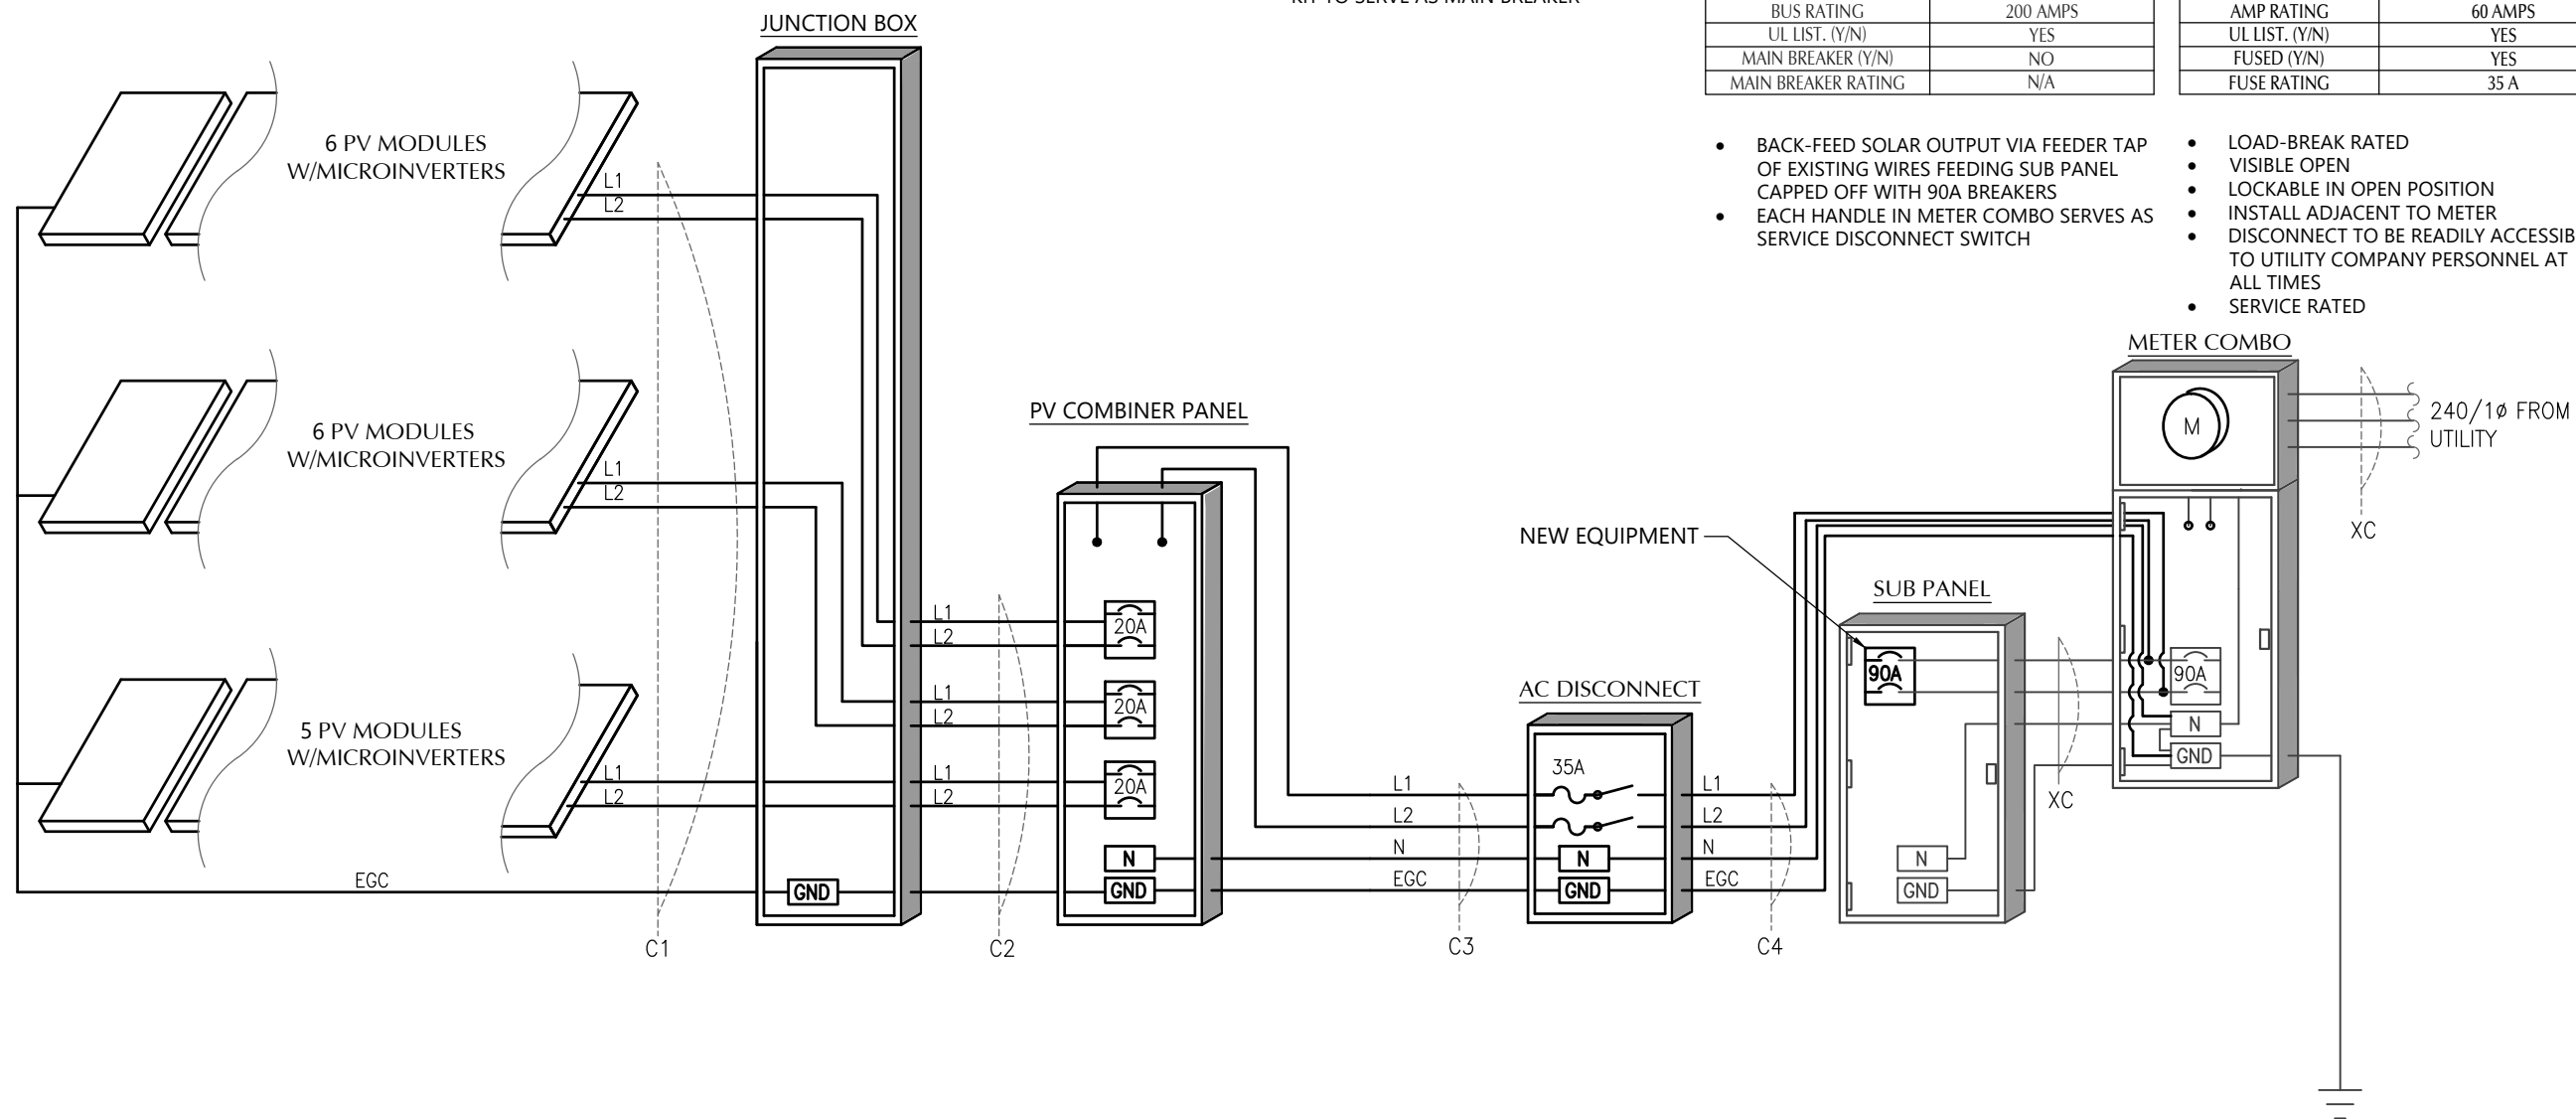 KIT TO SERVE AS MAIN BREAKER
BUS RATING 200 AMPS
UL LIST. (Y/N) YES
MAIN BREAKER (Y/N) NO
MAIN BREAKER RATING N/A
AMP RATING 60 AMPS
UL LIST. (Y/N) YES
FUSED (Y/N) YES
FUSE RATING 35 A
• BACK-FEED SOLAR OUTPUT VIA FEEDER TAP
OF EXISTING WIRES FEEDING SUB PANEL
CAPPED OFF WITH 90A BREAKERS
• EACH HANDLE IN METER COMBO SERVES AS
SERVICE DISCONNECT SWITCH
• LOAD-BREAK RATED
• VISIBLE OPEN
• LOCKABLE IN OPEN POSITION
• INSTALL ADJACENT TO METER
• DISCONNECT TO BE READILY ACCESSIB
TO UTILITY COMPANY PERSONNEL AT
ALL TIMES
• SERVICE RATED
JUNCTION BOX
6 PV MODULES
W/MICROINVERTERS
L1
L2
6 PV MODULES
W/MICROINVERTERS
L1
L2
5 PV MODULES
W/MICROINVERTERS
L1
L2
EGC
C1
GND
L1
L2
L1
L2
L1
L2
C2
PV COMBINER PANEL
20A
20A
20A
N
GND
L1
L2
N
EGC
C3
AC DISCONNECT
35A
N
GND
L1
L2
N
EGC
C4
NEW EQUIPMENT
SUB PANEL
90A
N
GND
XC
METER COMBO
M
90A
N
GND
XC
240/1ø FROM
UTILITY